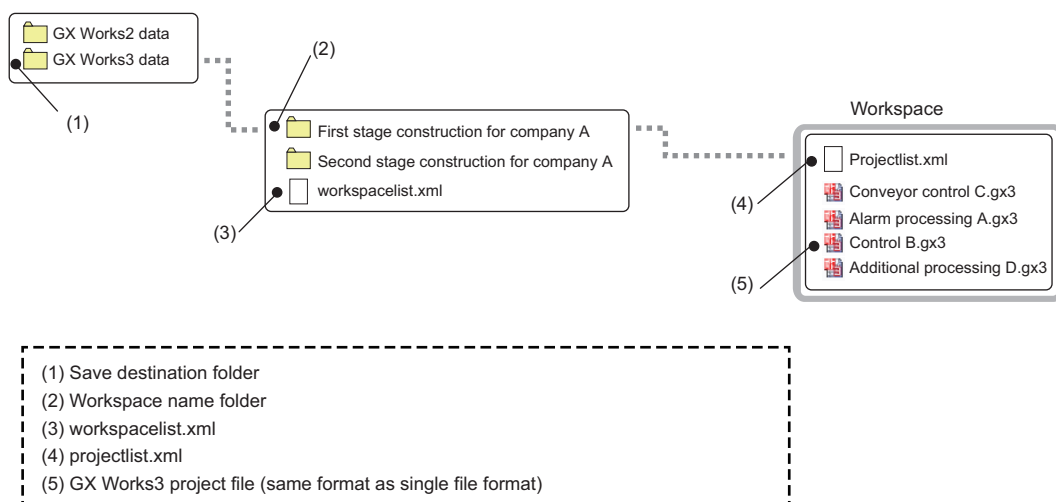 GX Works2 data
GX Works3 data
(1)
(2)
First stage construction for company A
Second stage construction for company A
workspacelist.xml
(3)
Workspace
Projectlist.xml
Conveyor control C.gx3
Alarm processing A.gx3
Control B.gx3
Additional processing D.gx3
(4)
(5)
(1) Save destination folder
(2) Workspace name folder
(3) workspacelist.xml
(4) projectlist.xml
(5) GX Works3 project file (same format as single file format)